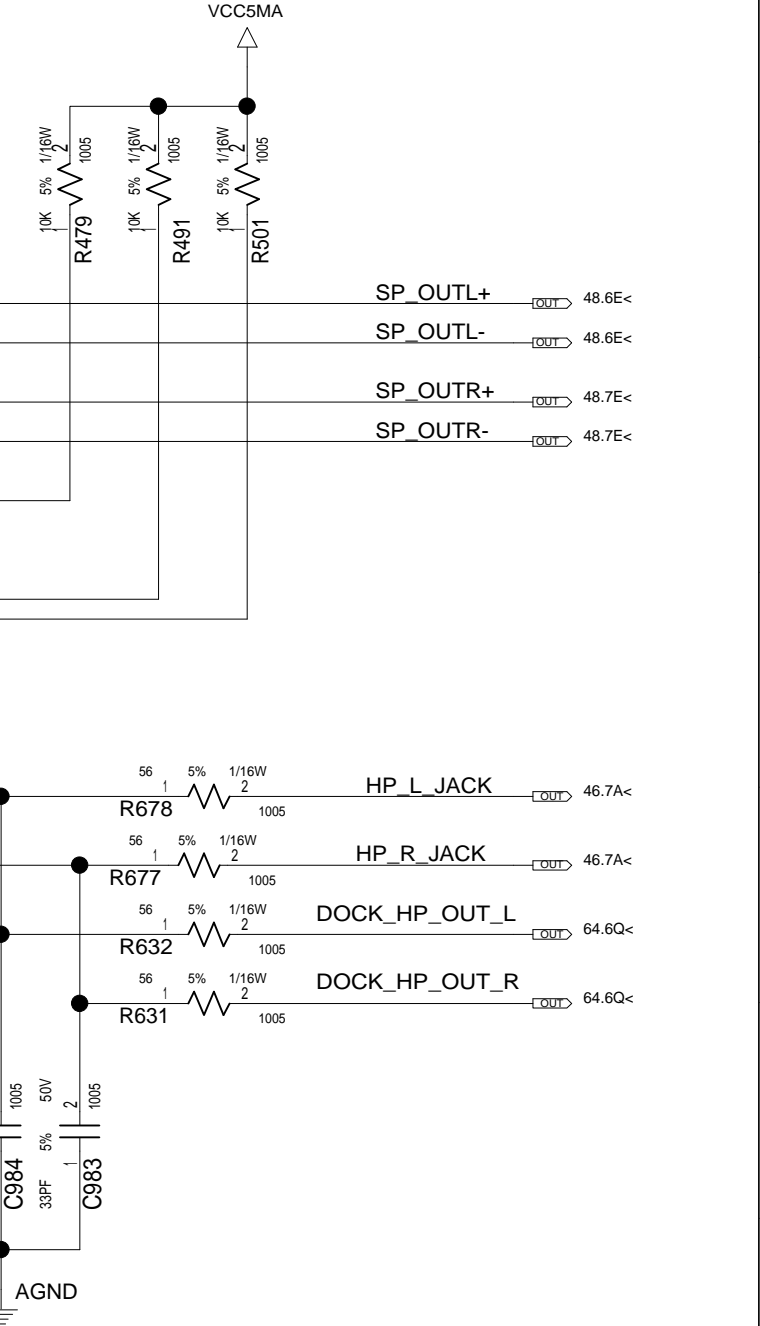 VCC5MA
10K 5% 1/16W
1
2
1005
R479
10K 5% 1/16W
1
2
1005
R491
10K 5% 1/16W
1
2
1005
R501
SP_OUTL+ OUT 48.6E<
SP_OUTL- OUT 48.6E<
SP_OUTR+ OUT 48.7E<
SP_OUTR- OUT 48.7E<
56 5% 1/16W
1 2
R678 1005
HP_L_JACK OUT 46.7A<
56 5% 1/16W
1 2
R677 1005
HP_R_JACK OUT 46.7A<
56 5% 1/16W
1 2
R632 1005
DOCK_HP_OUT_L OUT 64.6Q<
56 5% 1/16W
1 2
R631 1005
DOCK_HP_OUT_R OUT 64.6Q<
C984
1005
33PF 5% 50V
1
2
C983
1005
AGND